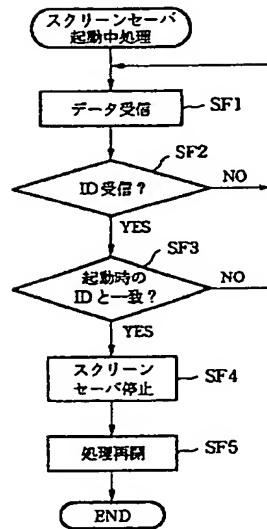 スクリーンセーバ
起動中処理
データ受信
SF1
SF2
ID受信?
NO
YES
SF3
起動時の
IDと一致?
NO
YES
スクリーン
セーバ停止
SF4
処理再開
SF5
END